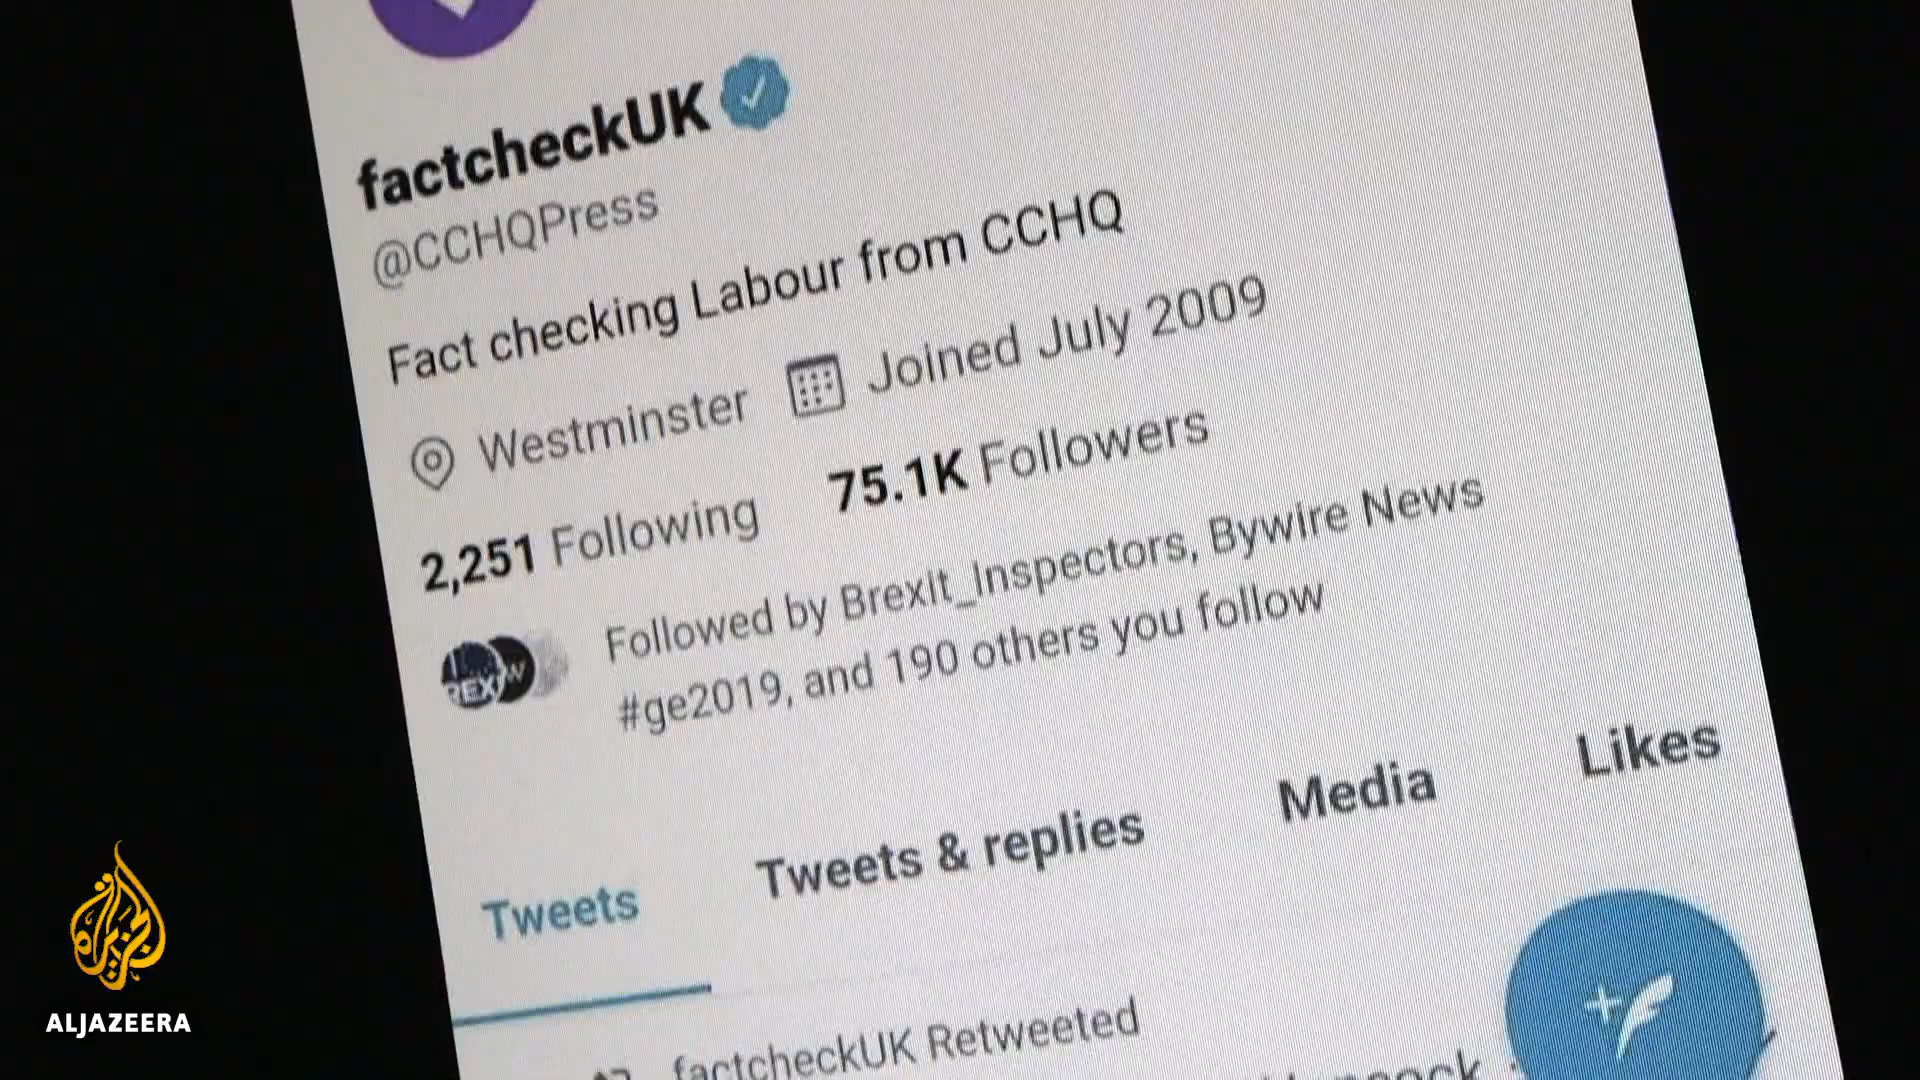 factcheckUK
@CCHQPress
Fact checking Labour from CCHQ
Westminster Joined July 2009
2,251 Following 75.1K Followers
Followed by Brexit_Inspectors, Bywire News
#ge2019, and 190 others you follow
Tweets Tweets & replies Media Likes
factcheckUK Retweeted
ALJAZEERA